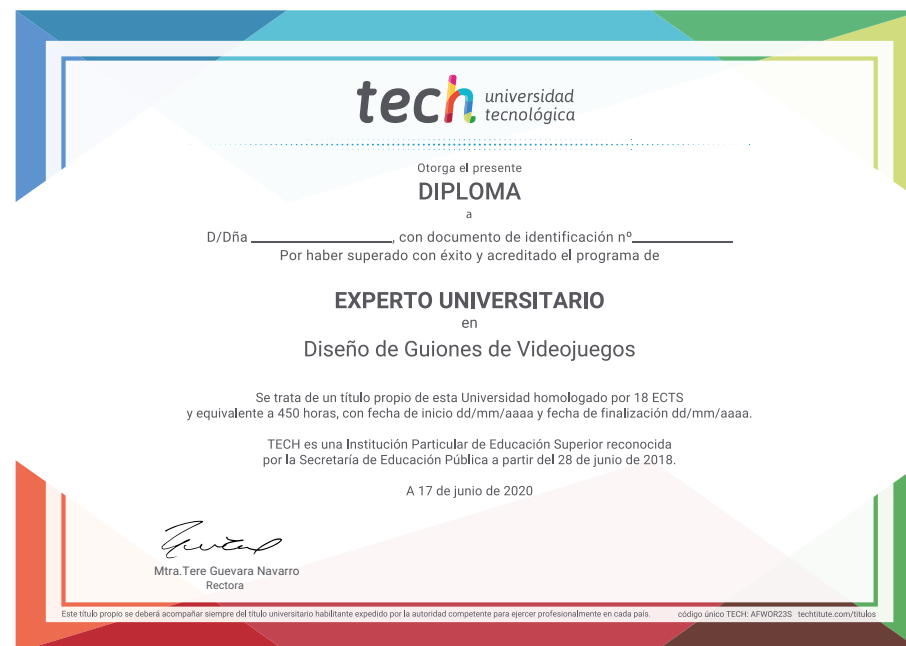 tech universidad
tecnológica
Otorga el presente
DIPLOMA
a
D/Dña ____________________, con documento de identificación nº______________
Por haber superado con éxito y acreditado el programa de
EXPERTO UNIVERSITARIO
en
Diseño de Guiones de Videojuegos
Se trata de un título propio de esta Universidad homologado por 18 ECTS
y equivalente a 450 horas, con fecha de inicio dd/mm/aaaa y fecha de finalización dd/mm/aaaa.
TECH es una Institución Particular de Educación Superior reconocida
por la Secretaría de Educación Pública a partir del 28 de junio de 2018.
A 17 de junio de 2020
Mtra.Tere Guevara Navarro
Rectora
Este título propio se deberá acompañar siempre del título universitario habilitante expedido por la autoridad competente para ejercer profesionalmente en cada país. código único TECH: AFWOR23S techtitute.com/titulos